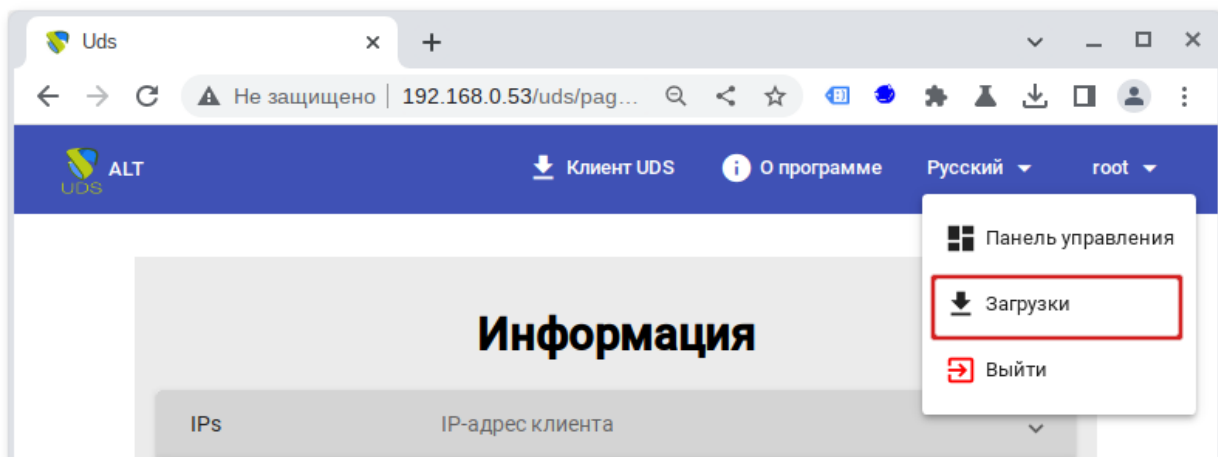 Uds
Не защищено 192.168.0.53/uds/pag...
UDS ALT Клиент UDS О программе Русский root
Панель управления
Загрузки
Информация
Выйти
IPs IP-адрес клиента